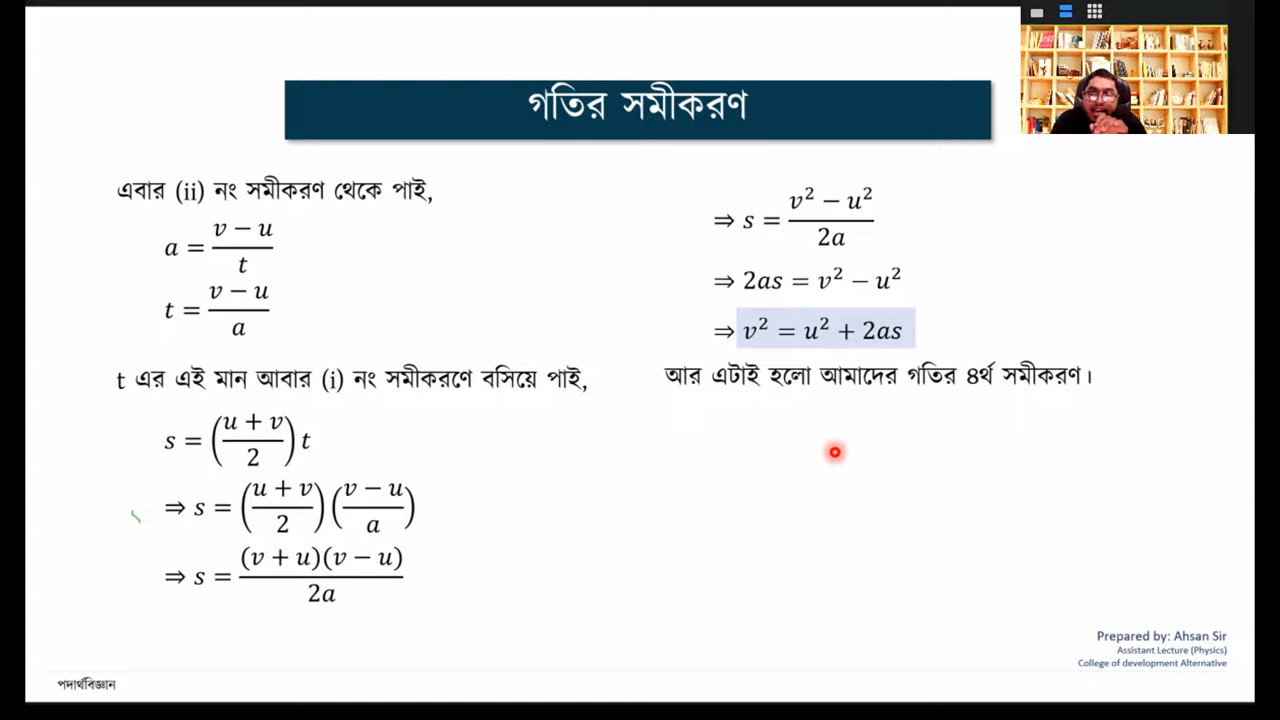 গতির সমীকরণ
এবার (ii) নং সমীকরণ থেকে পাই,
a = (v − u)/t
t = (v − u)/a
t এর এই মান আবার (i) নং সমীকরণে বসিয়ে পাই,
s = ((u + v)/2) t
⇒ s = ((u + v)/2) ((v − u)/a)
⇒ s = (v + u)(v − u)/2a
⇒ s = (v² − u²)/2a
⇒ 2as = v² − u²
⇒ v² = u² + 2as
আর এটাই হলো আমাদের গতির ৪র্থ সমীকরণ।
Prepared by: Ahsan Sir
Assistant Lecture (Physics)
College of development Alternative
পদার্থবিজ্ঞান